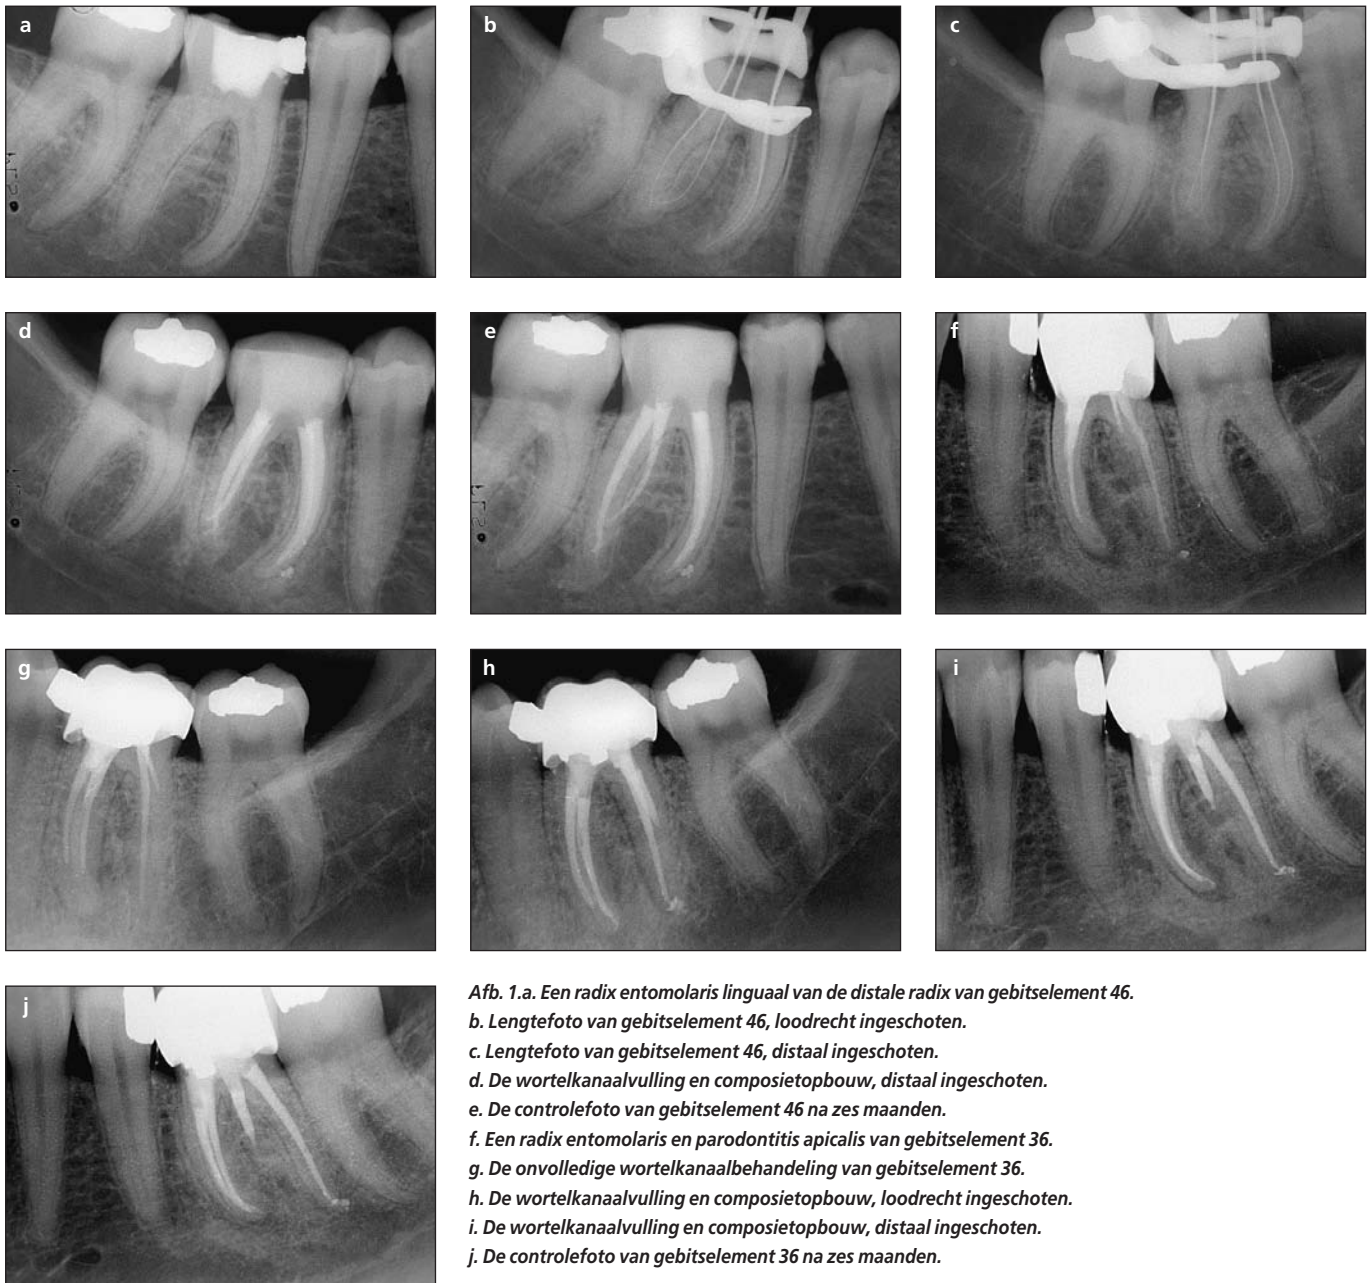 a
b
c
d
e
f
g
h
i
j
Afb. 1.a. Een radix entomolaris linguaal van de distale radix van gebitselement 46.
b. Lengtefoto van gebitselement 46, loodrecht ingeschoten.
c. Lengtefoto van gebitselement 46, distaal ingeschoten.
d. De wortelkanaalvulling en composietopbouw, distaal ingeschoten.
e. De controlefoto van gebitselement 46 na zes maanden.
f. Een radix entomolaris en parodontitis apicalis van gebitselement 36.
g. De onvolledige wortelkanaalbehandeling van gebitselement 36.
h. De wortelkanaalvulling en composietopbouw, loodrecht ingeschoten.
i. De wortelkanaalvulling en composietopbouw, distaal ingeschoten.
j. De controlefoto van gebitselement 36 na zes maanden.